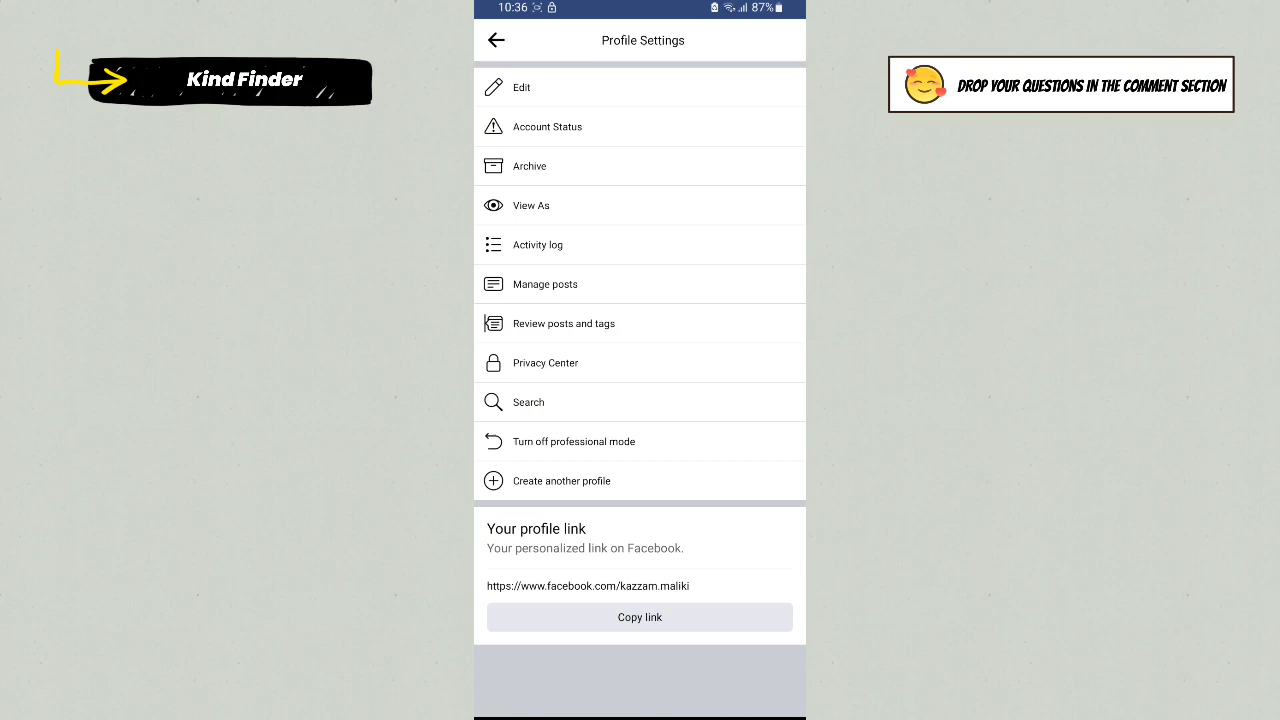 Kind Finder
DROP YOUR QUESTIONS IN THE COMMENT SECTION
10:36
87%
Profile Settings
Edit
Account Status
Archive
View As
Activity log
Manage posts
Review posts and tags
Privacy Center
Search
Turn off professional mode
Create another profile
Your profile link
Your personalized link on Facebook.
https://www.facebook.com/kazzam.maliki
Copy link